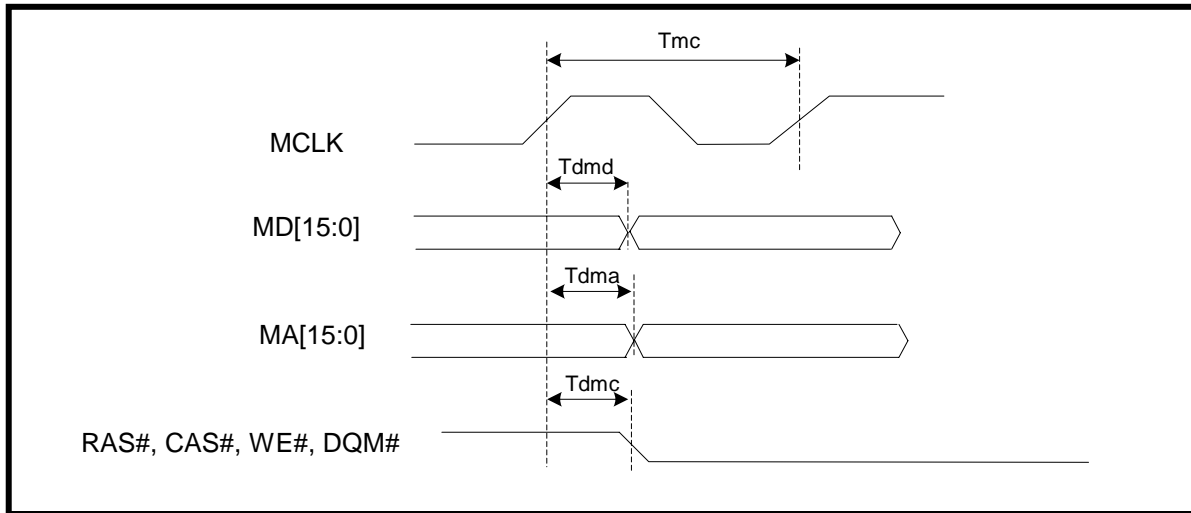 Tmc
MCLK
Tdmd
MD[15:0]
Tdma
MA[15:0]
Tdmc
RAS#, CAS#, WE#, DQM#